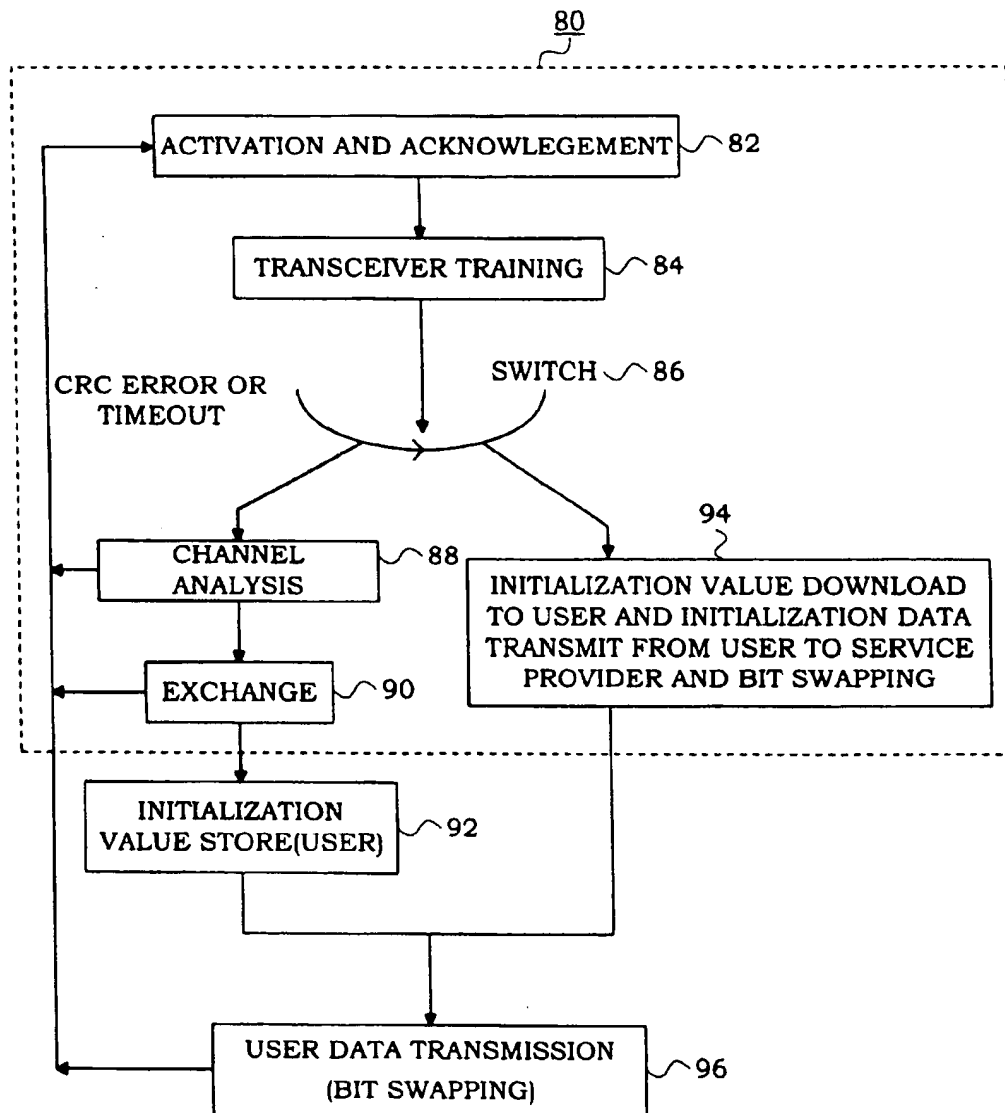 80
ACTIVATION AND ACKNOWLEGEMENT
82
TRANSCEIVER TRAINING
84
CRC ERROR OR
TIMEOUT
SWITCH
86
94
CHANNEL
ANALYSIS
88
INITIALIZATION VALUE DOWNLOAD
TO USER AND INITIALIZATION DATA
TRANSMIT FROM USER TO SERVICE
PROVIDER AND BIT SWAPPING
EXCHANGE
90
INITIALIZATION
VALUE STORE(USER)
92
USER DATA TRANSMISSION
(BIT SWAPPING)
96